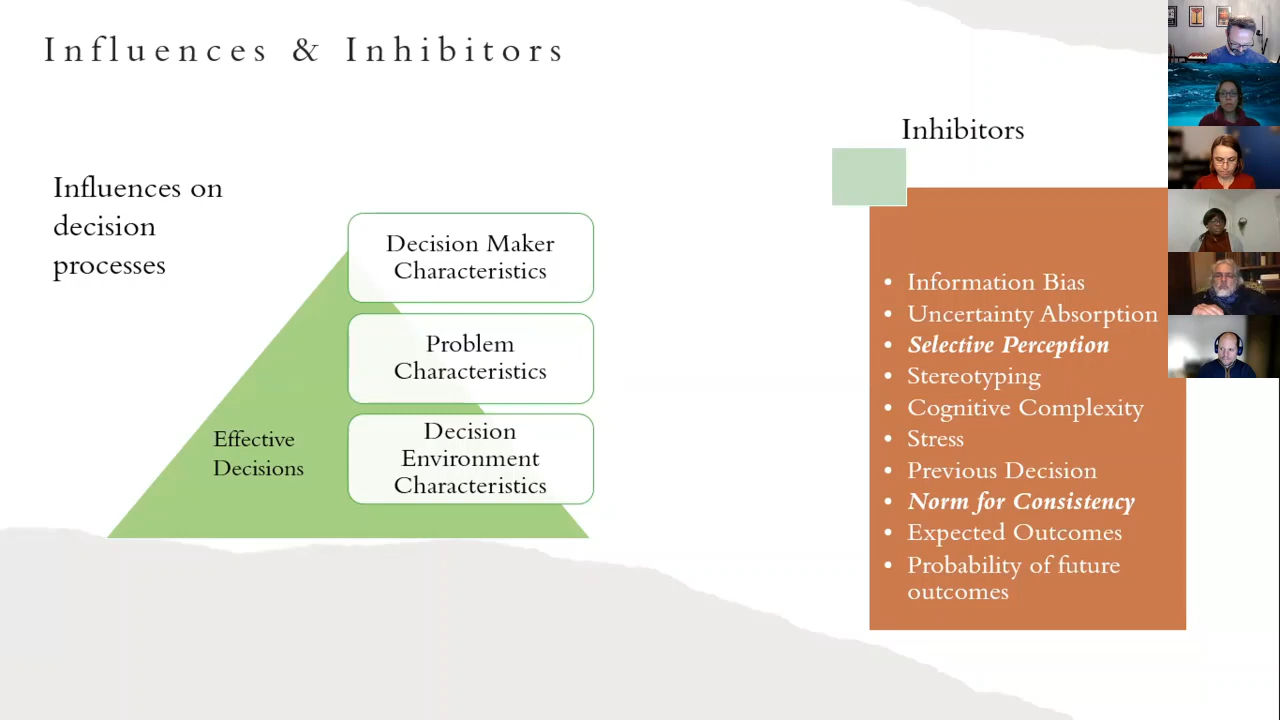 Influences & Inhibitors
Influences on
decision
processes
Decision Maker
Characteristics
Problem
Characteristics
Decision
Environment
Characteristics
Effective
Decisions
Inhibitors
• Information Bias
• Uncertainty Absorption
• Selective Perception
• Stereotyping
• Cognitive Complexity
• Stress
• Previous Decision
• Norm for Consistency
• Expected Outcomes
• Probability of future
outcomes